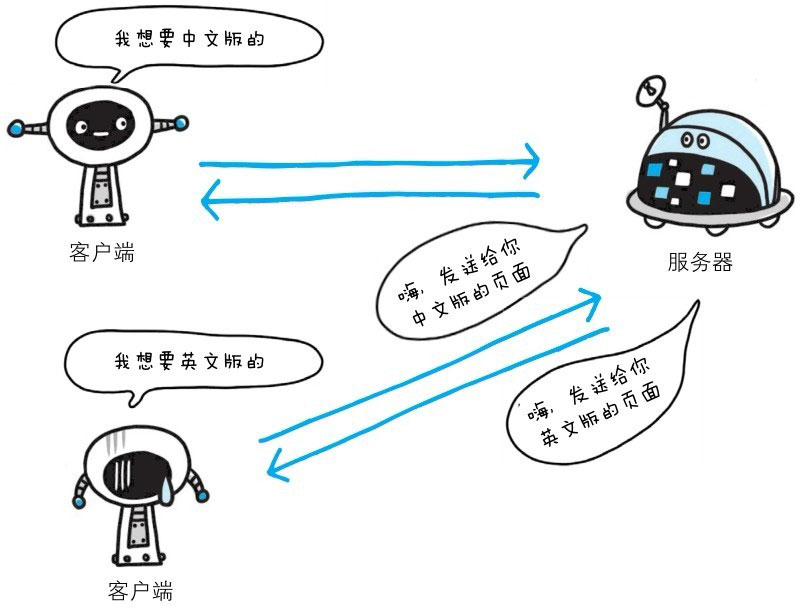 我想要中文版的
客户端
服务器
嗨，发送给你
中文版的页面
我想要英文版的
嗨，发送给你
英文版的页面
客户端